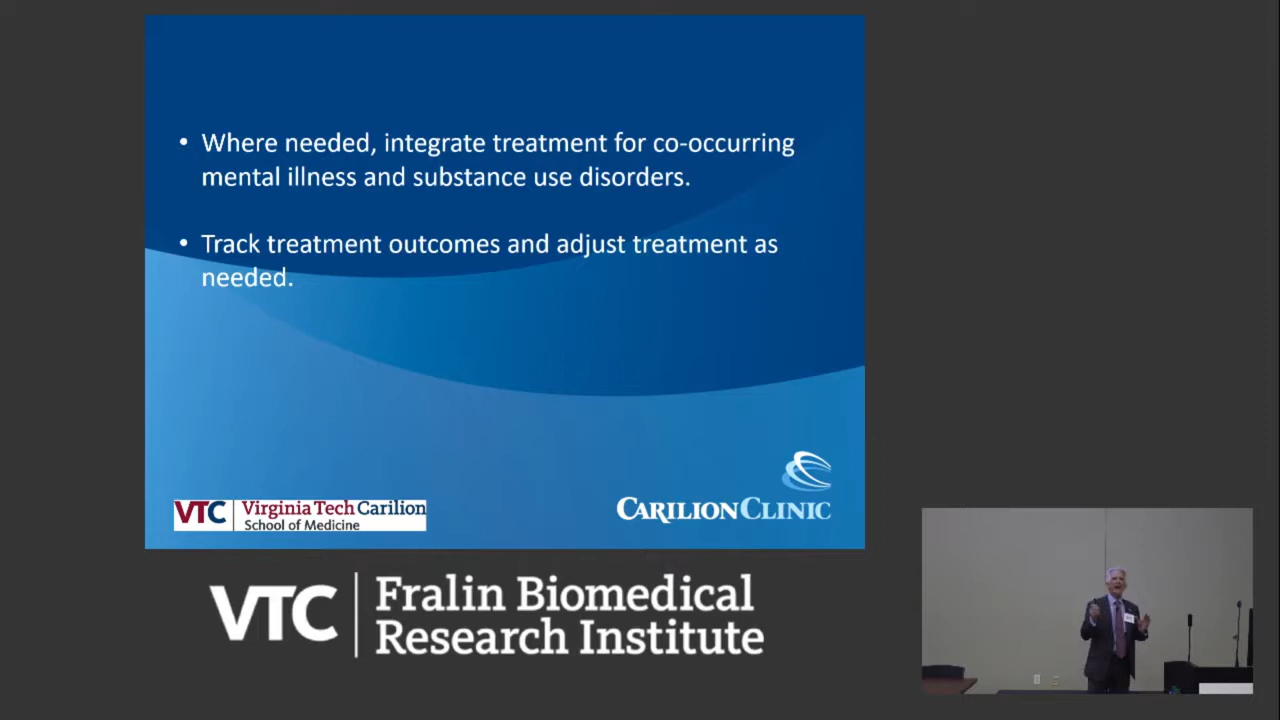 • Where needed, integrate treatment for co-occurring
mental illness and substance use disorders.
• Track treatment outcomes and adjust treatment as
needed.
VTC Virginia Tech Carilion
School of Medicine
CARILION CLINIC
VTC Fralin Biomedical
Research Institute